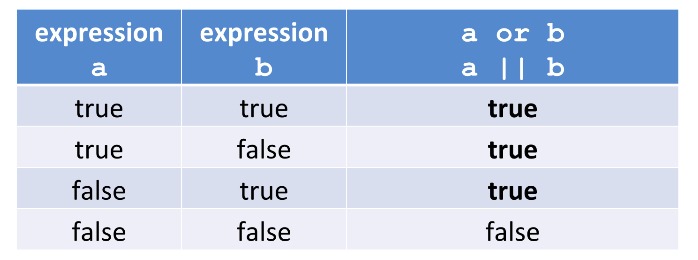 expression expression a or b
a b a || b
true true true
true false true
false true true
false false false